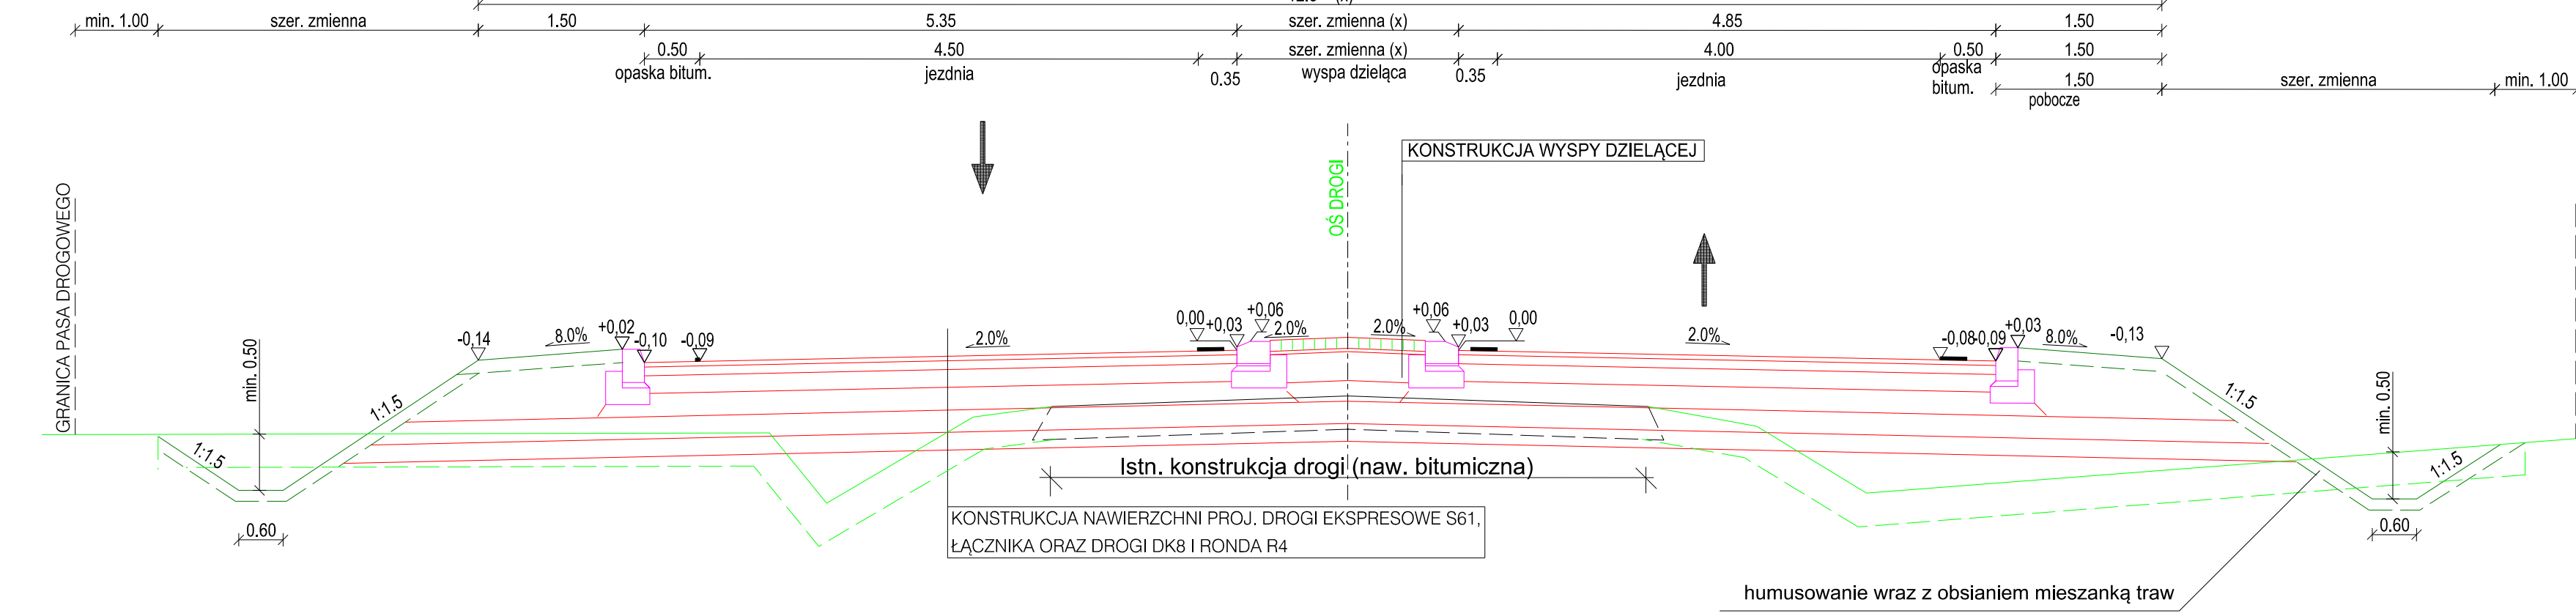 min. 1.00 szer. zmienna 1.50 5.35 szer. zmienna (x) 4.85 1.50
0.50 4.50 szer. zmienna (x) 4.00 0.50 1.50
opaska bitum. jezdnia 0.35 wyspa dzieląca 0.35 jezdnia opaska bitum. 1.50 szer. zmienna min. 1.00
pobocze
KONSTRUKCJA WYSPY DZIELĄCEJ
GRANICA PASA DROGOWEGO
OŚ DROGI
-0,14 8.0% +0,02 -0,10 -0,09 2.0% 0,00 +0,03 +0,06 2.0% 2.0% +0,06 +0,03 0,00 2.0% -0,08 -0,09 +0,03 8.0% -0,13
min. 0.50
1:1.5
1:1.5
0.60
1:1.5
min. 0.50
1:1.5
0.60
Istn. konstrukcja drogi (naw. bitumiczna)
KONSTRUKCJA NAWIERZCHNI PROJ. DROGI EKSPRESOWE S61,
ŁĄCZNIKA ORAZ DROGI DK8 I RONDA R4
humusowanie wraz z obsianiem mieszanką traw